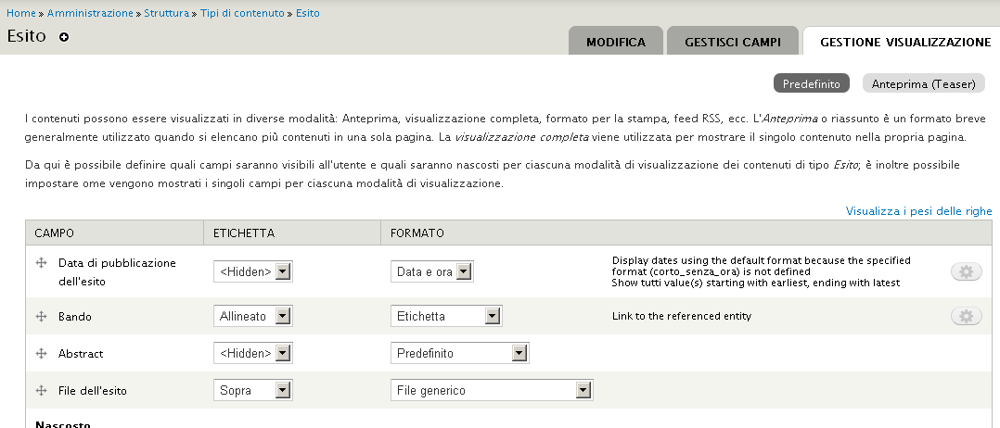 Home » Amministrazione » Struttura » Tipi di contenuto » Esito
Esito
MODIFICA GESTISCI CAMPI GESTIONE VISUALIZZAZIONE
Predefinito Anteprima (Teaser)
I contenuti possono essere visualizzati in diverse modalità: Anteprima, visualizzazione completa, formato per la stampa, feed RSS, ecc. L'Anteprima o riassunto è un formato breve
generalmente utilizzato quando si elencano più contenuti in una sola pagina. La visualizzazione completa viene utilizzata per mostrare il singolo contenuto nella propria pagina.
Da qui è possibile definire quali campi saranno visibili all'utente e quali saranno nascosti per ciascuna modalità di visualizzazione dei contenuti di tipo Esito; è inoltre possibile
impostare ome vengono mostrati i singoli campi per ciascuna modalità di visualizzazione.
Visualizza i pesi delle righe
CAMPO ETICHETTA FORMATO
Data di pubblicazione
dell'esito
<Hidden> Data e ora
Display dates using the default format because the specified
format (corto_senza_ora) is not defined
Show tutti value(s) starting with earliest, ending with latest
Bando Allineato Etichetta Link to the referenced entity
Abstract <Hidden> Predefinito
File dell'esito Sopra File generico
Nascosto